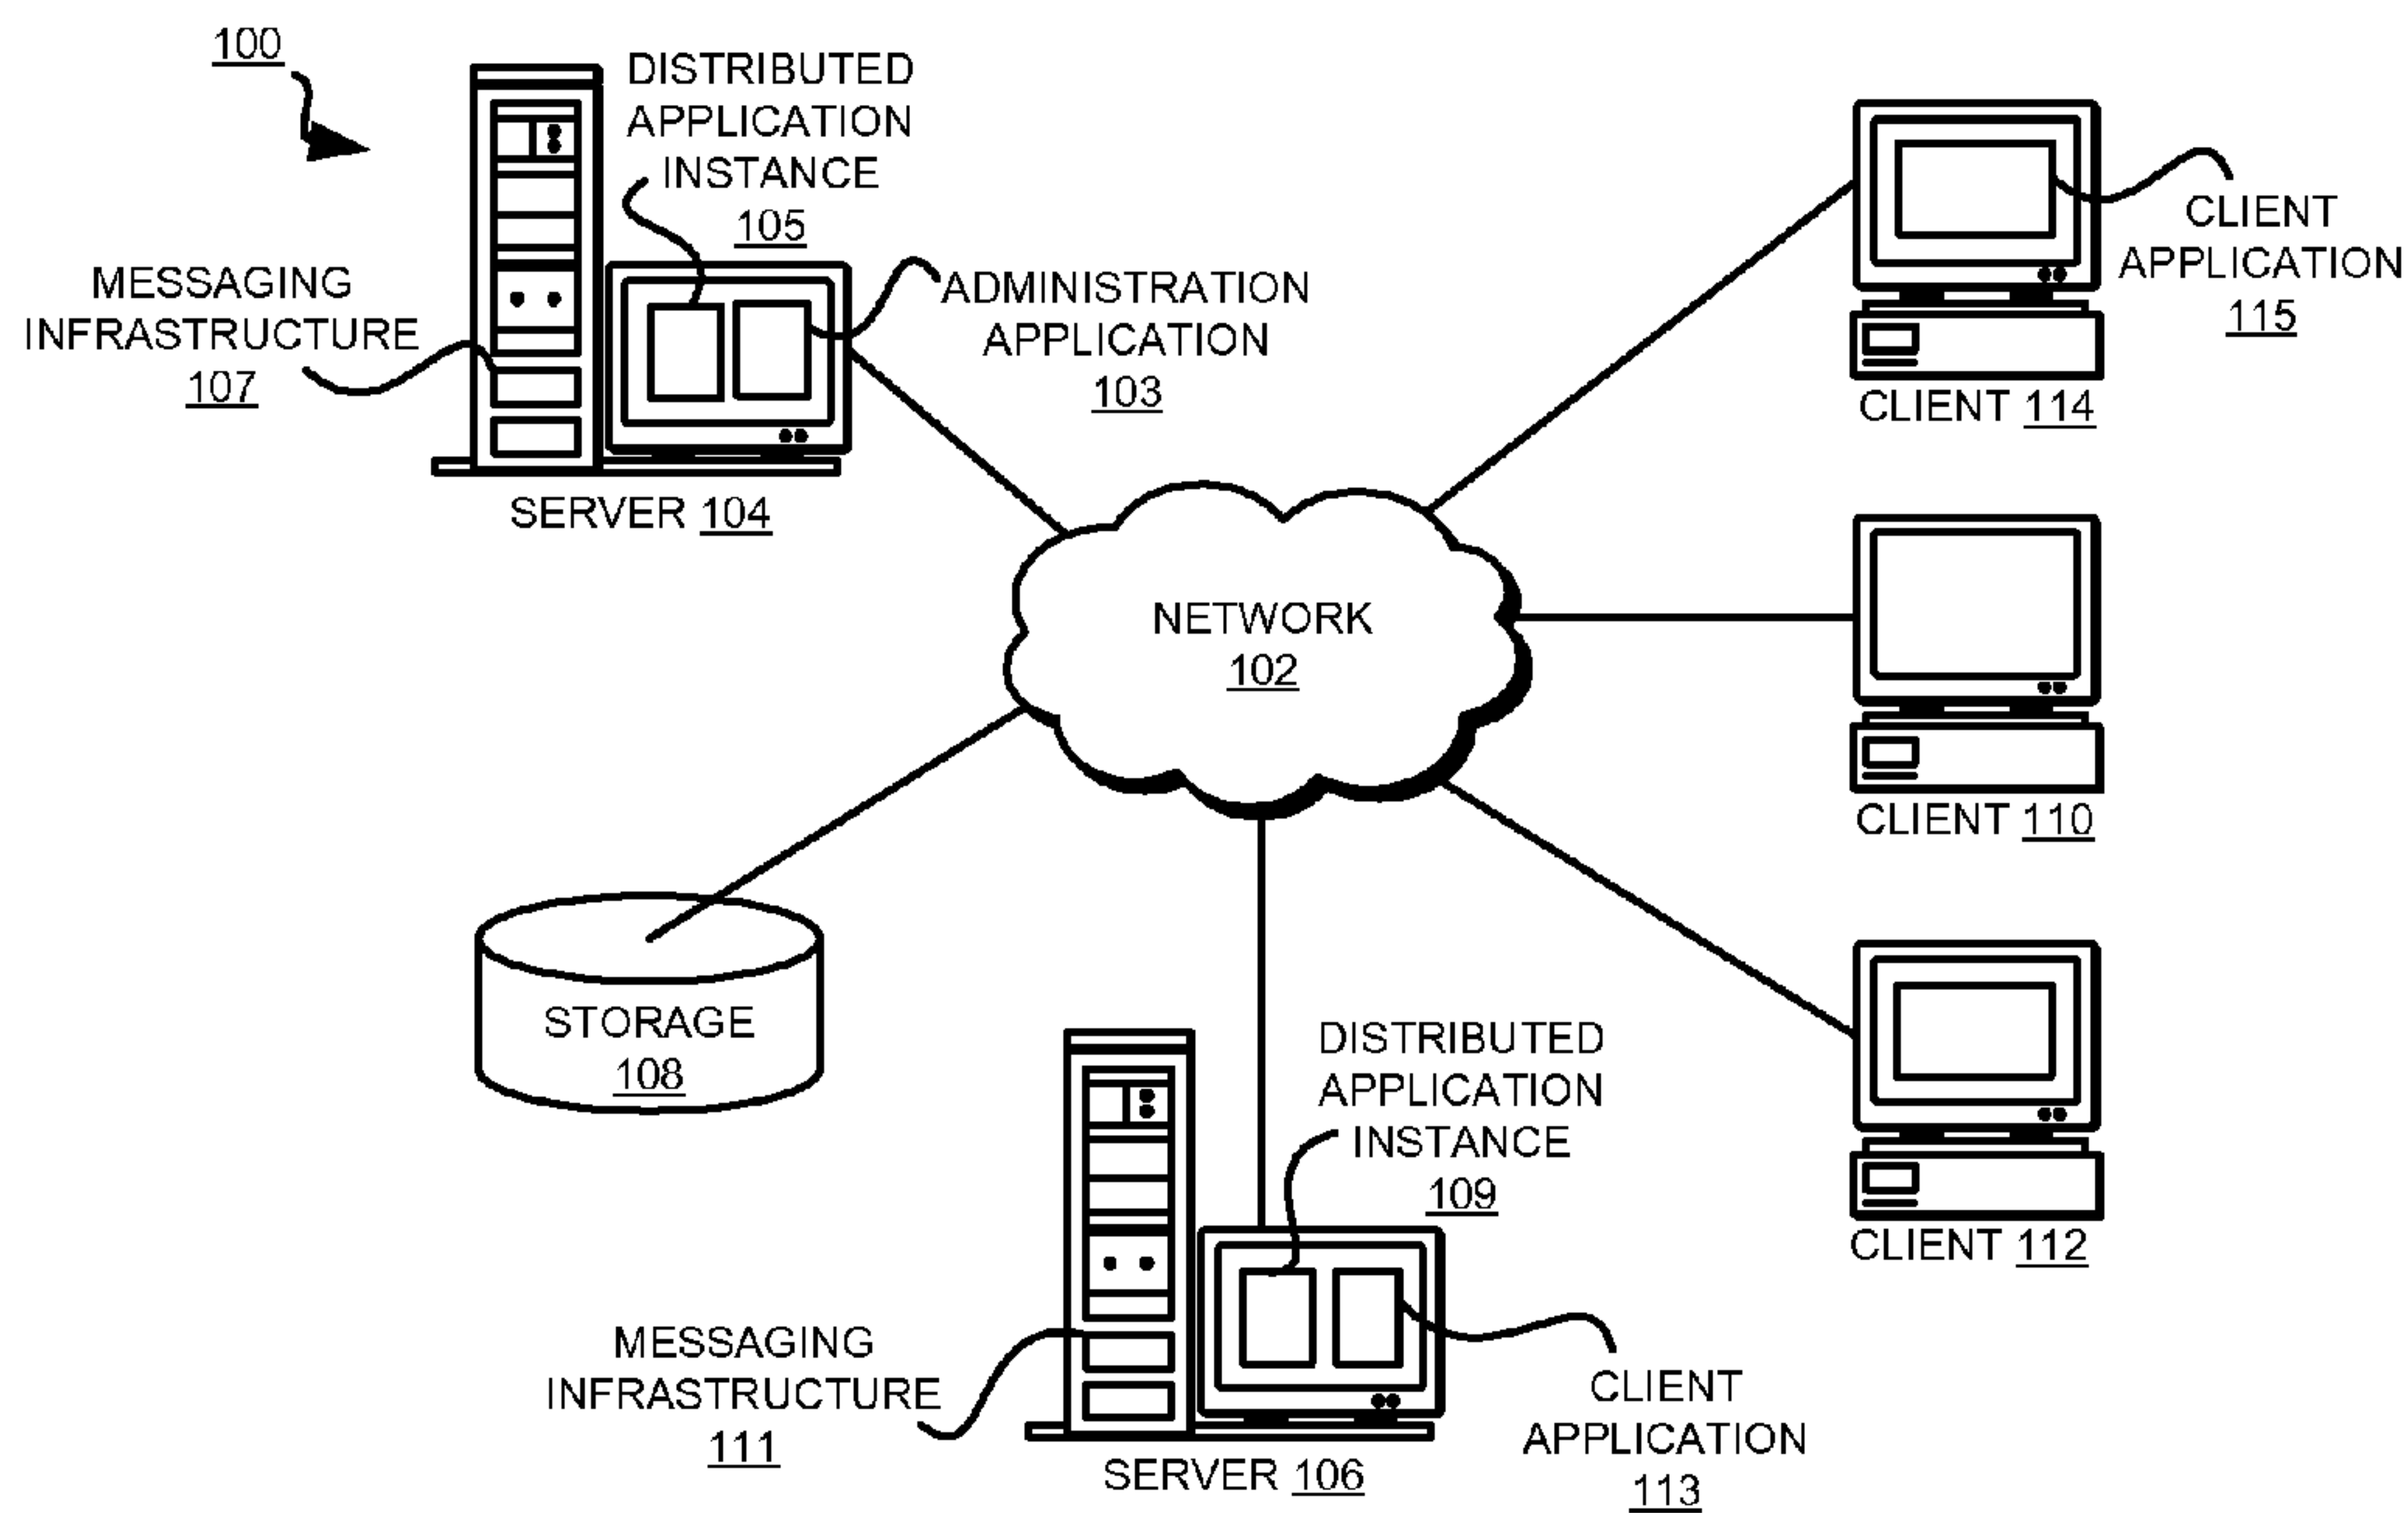 100
DISTRIBUTED
APPLICATION
INSTANCE
105
MESSAGING
INFRASTRUCTURE
107
ADMINISTRATION
APPLICATION
103
SERVER 104
CLIENT
APPLICATION
115
CLIENT 114
NETWORK
102
CLIENT 110
STORAGE
108
DISTRIBUTED
APPLICATION
INSTANCE
109
CLIENT 112
MESSAGING
INFRASTRUCTURE
111
CLIENT
APPLICATION
113
SERVER 106